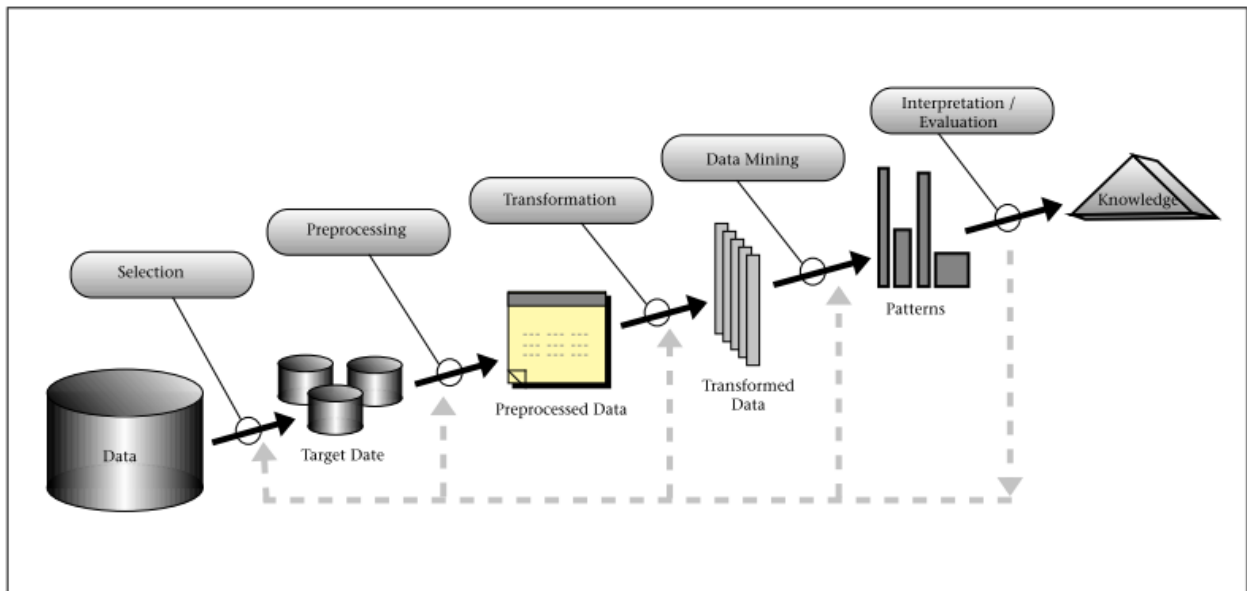 Interpretation /
Evaluation
Data Mining
Transformation
Preprocessing
Selection
Knowledge
Patterns
Transformed
Data
Preprocessed Data
Target Date
Data